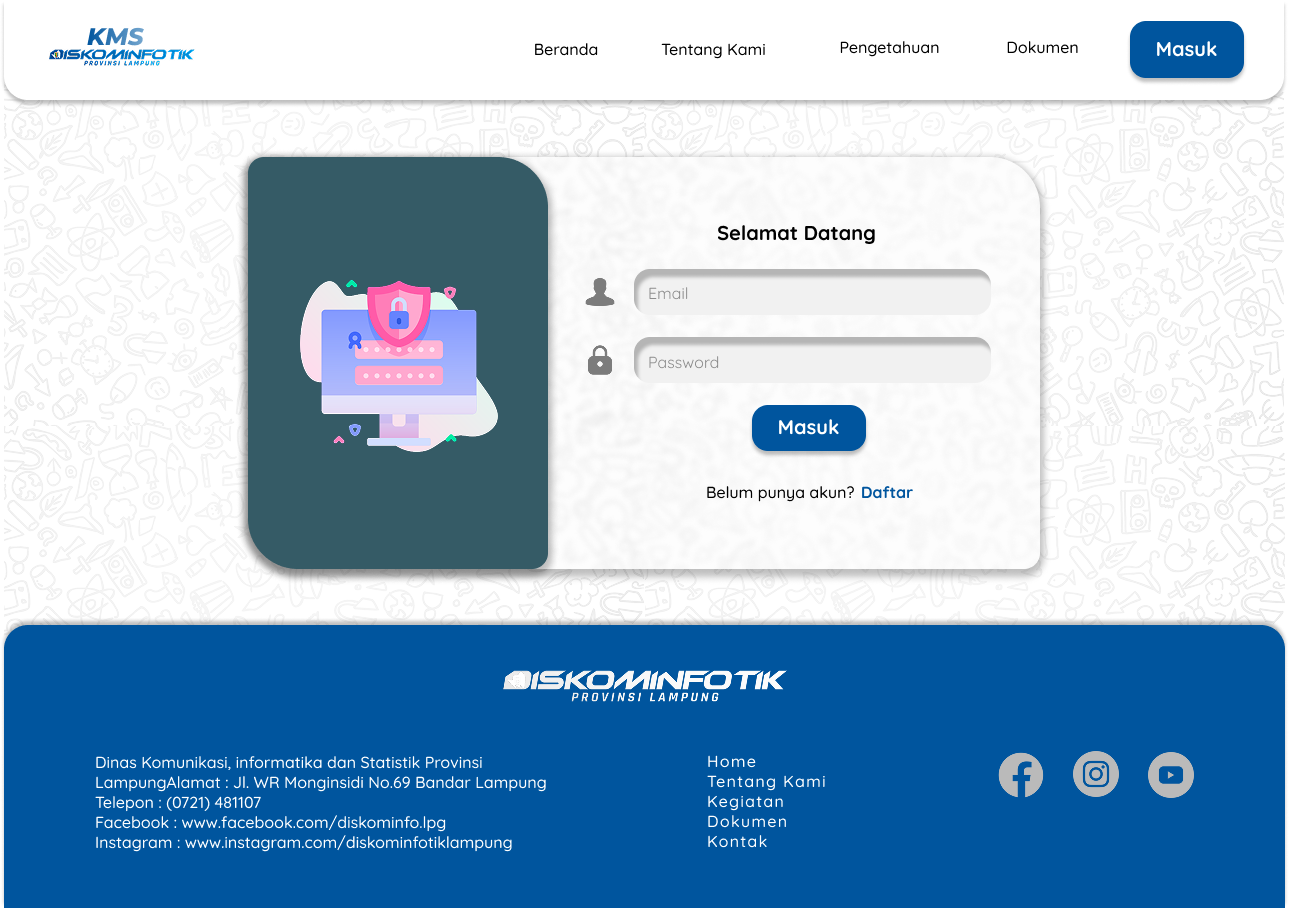 KMS
DISKOMINFOTIK
PROVINSI LAMPUNG
Beranda
Tentang Kami
Pengetahuan
Dokumen
Masuk
Selamat Datang
Email
Password
Masuk
Belum punya akun? Daftar
DISKOMINFOTIK
PROVINSI LAMPUNG
Dinas Komunikasi, informatika dan Statistik Provinsi
LampungAlamat : Jl. WR Monginsidi No.69 Bandar Lampung
Telepon : (0721) 481107
Facebook : www.facebook.com/diskominfo.lpg
Instagram : www.instagram.com/diskominfotiklampung
Home
Tentang Kami
Kegiatan
Dokumen
Kontak